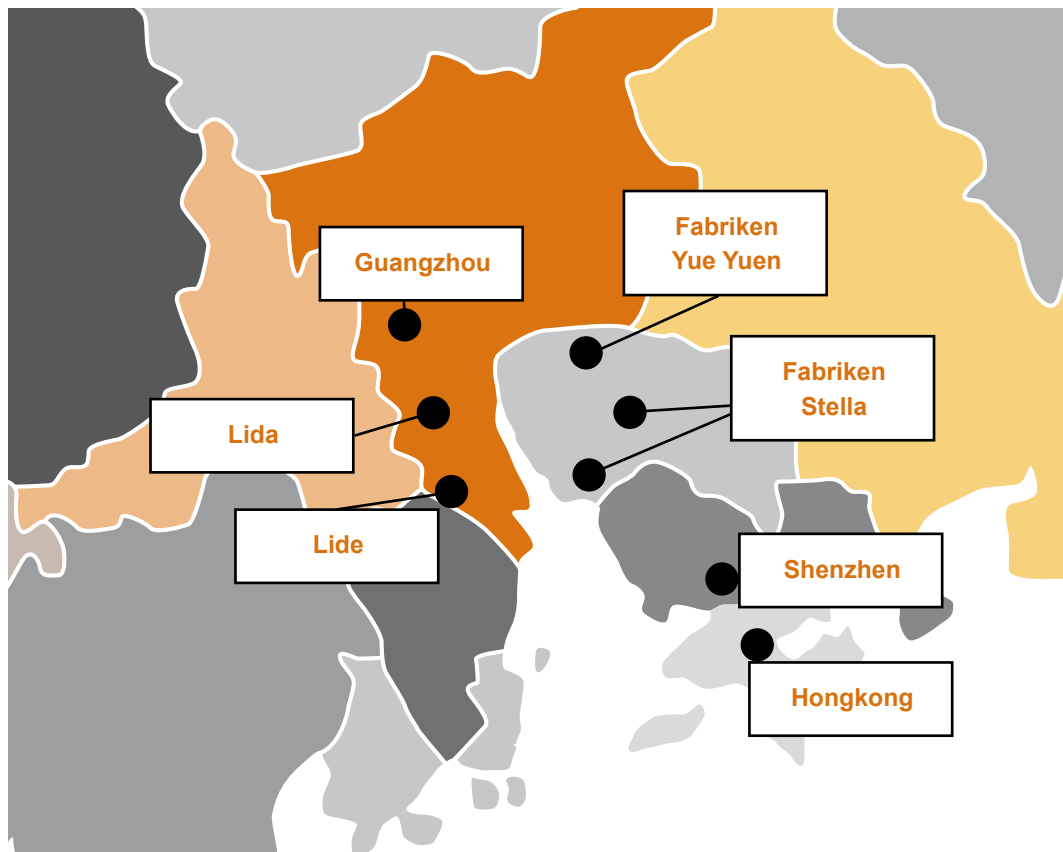 Fabriken
Yue Yuen
Guangzhou
Fabriken
Stella
Lida
Lide
Shenzhen
Hongkong